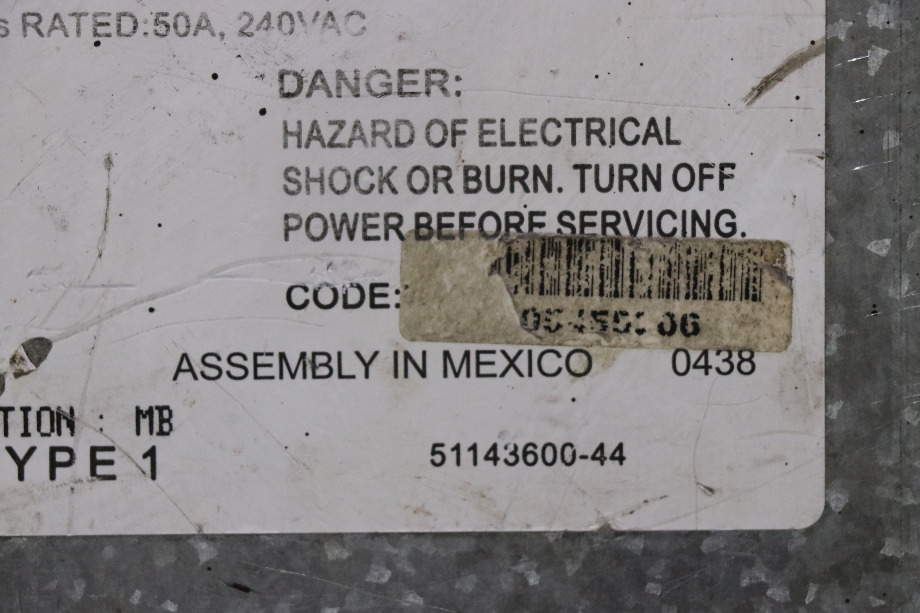 s RATED:50A, 240VAC
DANGER:
HAZARD OF ELECTRICAL
SHOCK OR BURN. TURN OFF
POWER BEFORE SERVICING.
CODE:
ASSEMBLY IN MEXICO 0438
TION : MB
YPE 1
51143600-44